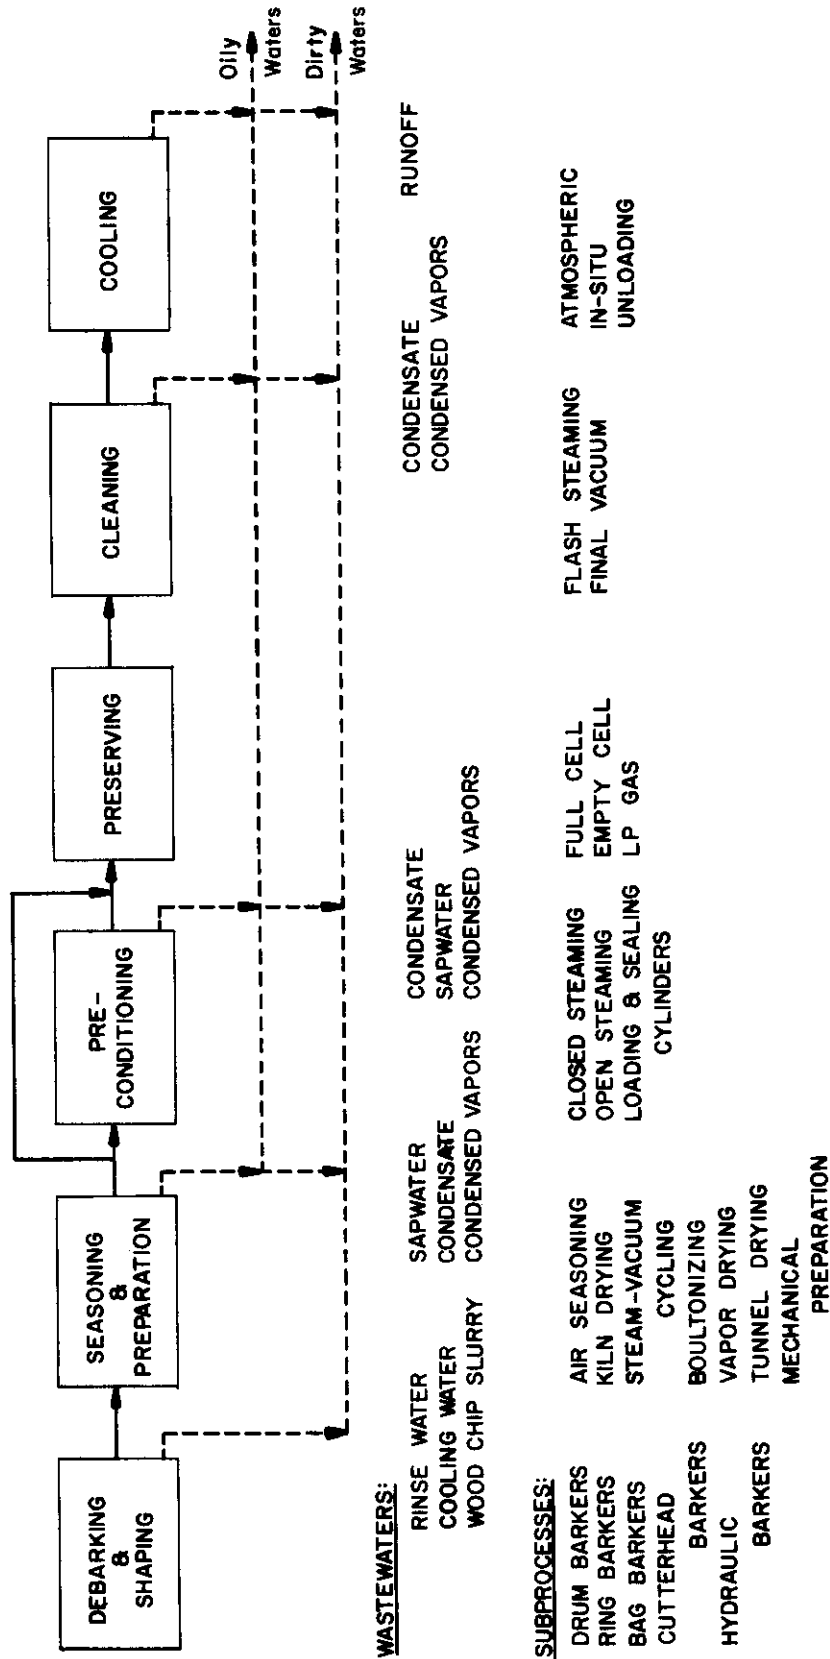 DEBARKING
&
SHAPING
SEASONING
&
PREPARATION
PRE-
CONDITIONING
PRESERVING
CLEANING
COOLING
Oily
Waters
Dirty
Waters
WASTEWATERS:
RINSE WATER
COOLING WATER
WOOD CHIP SLURRY
SAPWATER
CONDENSATE
CONDENSED VAPORS
CONDENSATE
SAPWATER
CONDENSED VAPORS
CONDENSATE
CONDENSED VAPORS
RUNOFF
SUBPROCESSES:
DRUM BARKERS
RING BARKERS
BAG BARKERS
CUTTERHEAD
BARKERS
HYDRAULIC
BARKERS
AIR SEASONING
KILN DRYING
STEAM-VACUUM
CYCLING
BOULTONIZING
VAPOR DRYING
TUNNEL DRYING
MECHANICAL
PREPARATION
CLOSED STEAMING
OPEN STEAMING
LOADING & SEALING
CYLINDERS
FULL CELL
EMPTY CELL
LP GAS
FLASH STEAMING
FINAL VACUUM
ATMOSPHERIC
IN-SITU
UNLOADING